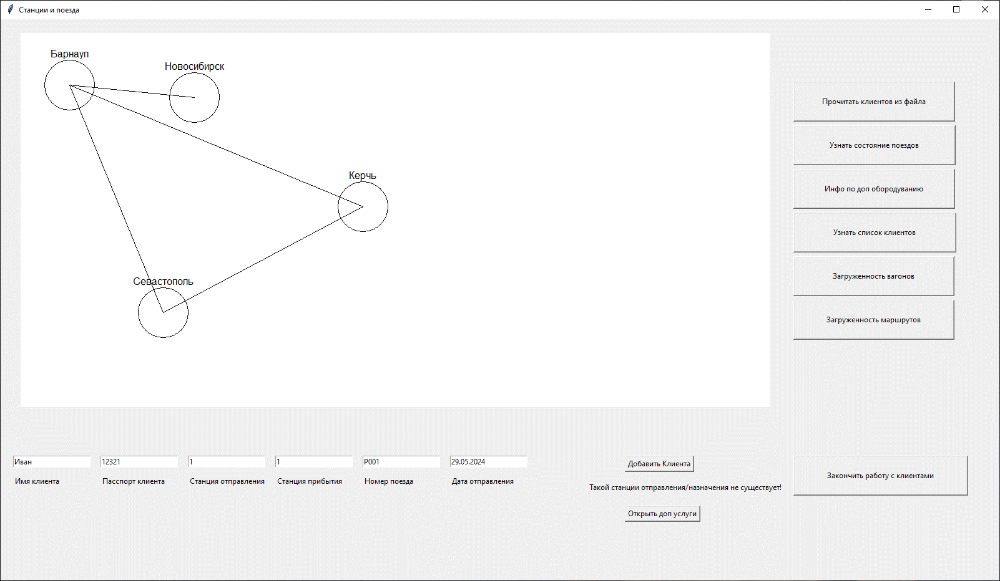 Станции и поезда
Барнаул
Новосибирск
Керчь
Севастополь
Прочитать клиентов из файла
Узнать состояние поездов
Инфо по доп обородуванию
Узнать список клиентов
Загруженность вагонов
Загруженность маршрутов
Иван
12321
1
1
P001
29.05.2024
Имя клиента
Пасспорт клиента
Станция отправления
Станция прибытия
Номер поезда
Дата отправления
Добавить Клиента
Такой станции отправления/назначения не существует!
Открыть доп услуги
Закончить работу с клиентами